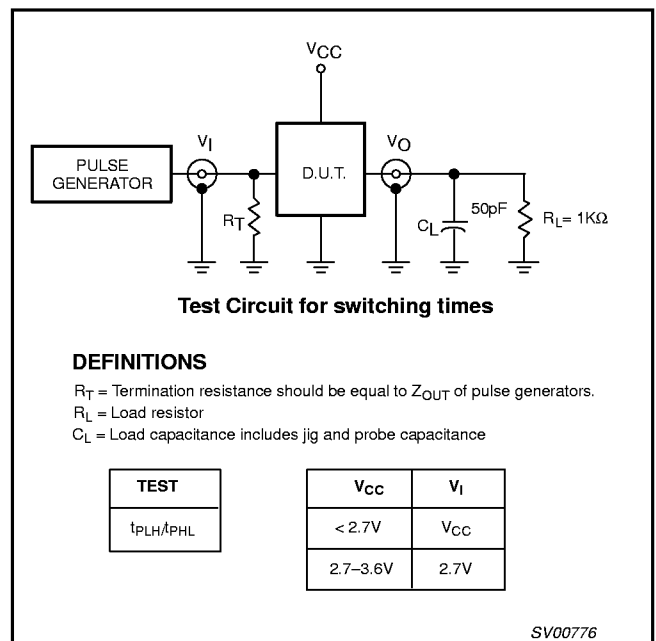 VCC
VI
VO
PULSE
GENERATOR
D.U.T.
RT
CL
50pF
RL= 1KΩ
Test Circuit for switching times
DEFINITIONS
RT = Termination resistance should be equal to ZOUT of pulse generators.
RL = Load resistor
CL = Load capacitance includes jig and probe capacitance
TEST
tPLH/tPHL
VCC VI
< 2.7V VCC
2.7–3.6V 2.7V
SV00776